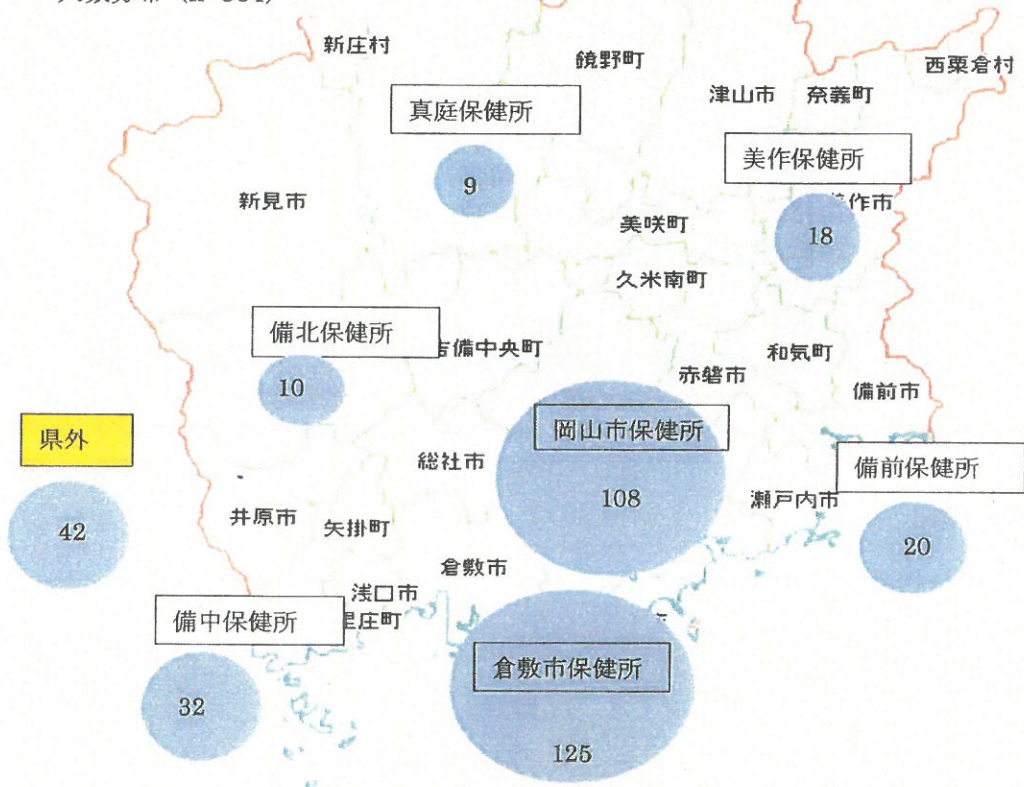 新庄村
鏡野町
西粟倉村
津山市
奈義町
真庭保健所
美作保健所
9
新見市
作市
18
美咲町
久米南町
備北保健所
吉備中央町
和気町
赤磐市
備前市
10
県外
岡山市保健所
総社市
備前保健所
108
瀬戸内市
井原市
矢掛町
42
20
倉敷市
浅口市
里庄町
備中保健所
倉敷市保健所
32
125